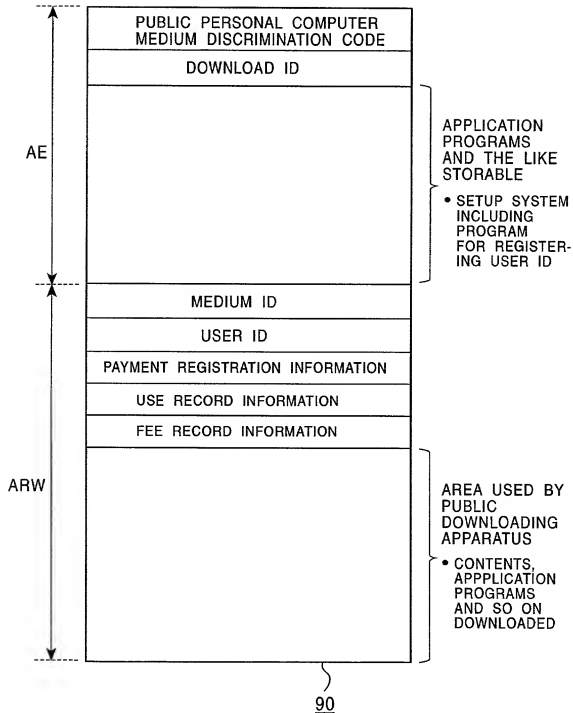 PUBLIC PERSONAL COMPUTER
MEDIUM DISCRIMINATION CODE
DOWNLOAD ID
AE
APPLICATION
PROGRAMS
AND THE LIKE
STORABLE
• SETUP SYSTEM
INCLUDING
PROGRAM
FOR REGISTER-
ING USER ID
MEDIUM ID
USER ID
PAYMENT REGISTRATION INFORMATION
USE RECORD INFORMATION
FEE RECORD INFORMATION
ARW
AREA USED BY
PUBLIC
DOWNLOADING
APPARATUS
• CONTENTS,
APPPLICATION
PROGRAMS
AND SO ON
DOWNLOADED
90